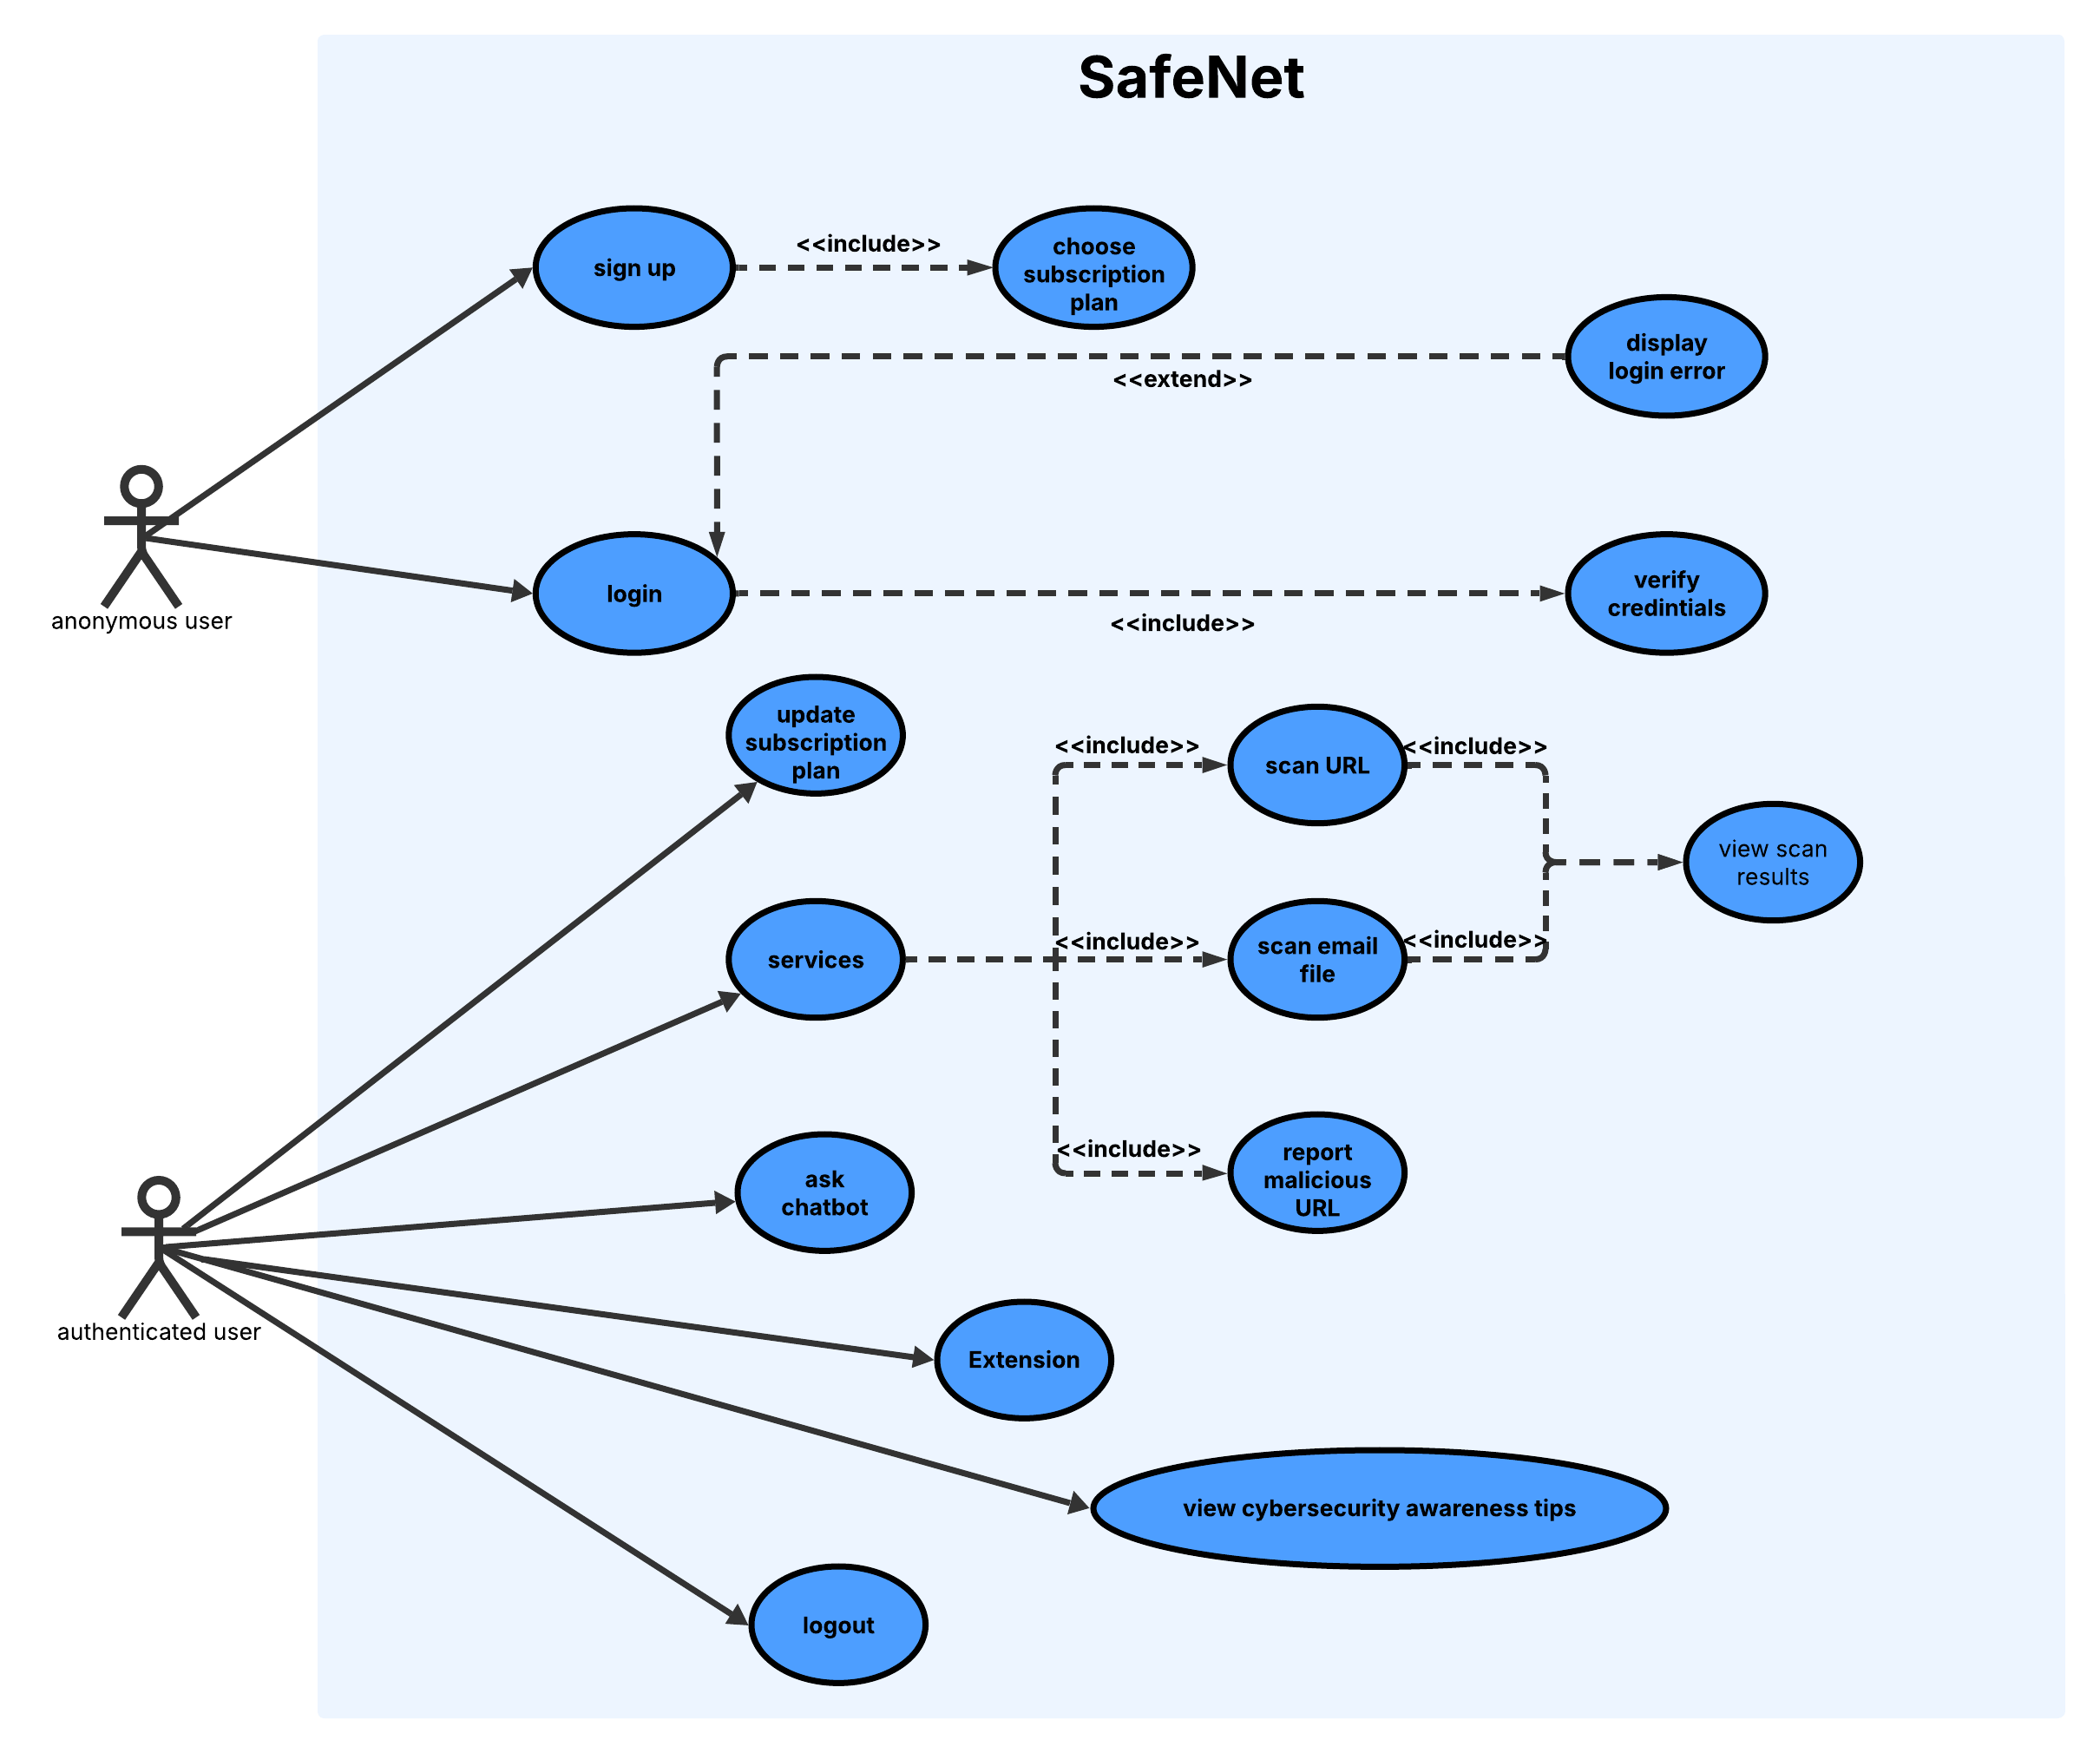 SafeNet
<<include>>
sign up
choose
subscription
plan
display
login error
<<extend>>
anonymous user
login
verify
credintials
<<include>>
update
subscription
plan
<<include>>
scan URL
<<include>>
view scan
results
services
<<include>>
scan email
file
<<include>>
<<include>>
report
malicious
URL
ask
chatbot
authenticated user
Extension
view cybersecurity awareness tips
logout